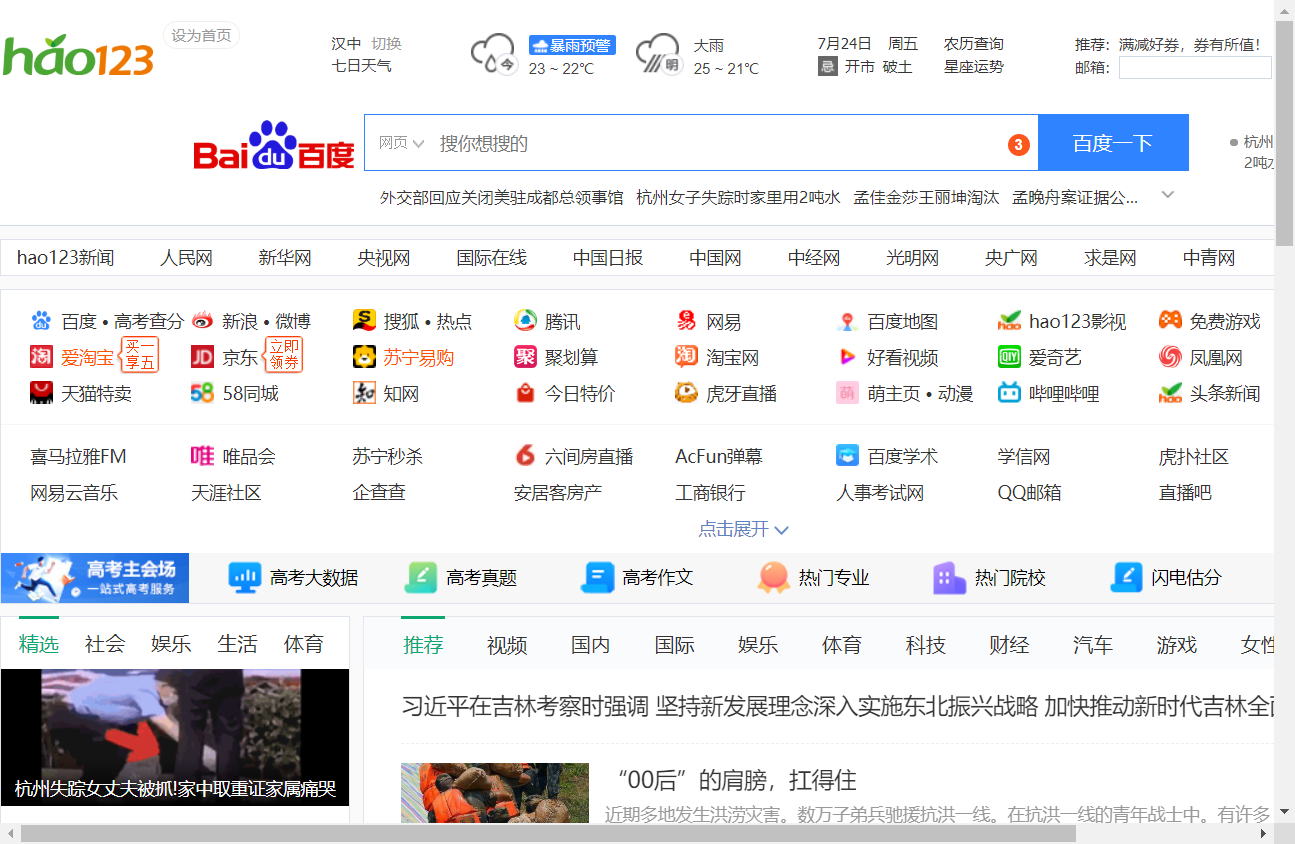 hao123 设为首页
汉中 切换
七日天气
今
暴雨预警
23 ~ 22℃
明
大雨
25 ~ 21℃
7月24日 周五 农历查询
忌 开市 破土 星座运势
推荐: 满减好券，券有所值！
邮箱:
Bai du 百度
网页 搜你想搜的 3 百度一下
杭州
2吨
外交部回应关闭美驻成都总领事馆 杭州女子失踪时家里用2吨水 孟佳金莎王丽坤淘汰 孟晚舟案证据公...
hao123新闻 人民网 新华网 央视网 国际在线 中国日报 中国网 中经网 光明网 央广网 求是网 中青网
百度 • 高考查分 新浪 • 微博 搜狐 • 热点 腾讯 网易 百度地图 hao123影视 免费游戏
淘 爱淘宝 买一享五 JD 京东 立即领券 苏宁易购 聚 聚划算 淘 淘宝网 好看视频 QIY 爱奇艺 凤凰网
天猫特卖 58 58同城 知 知网 今日特价 虎牙直播 萌 萌主页 • 动漫 哔哩哔哩 头条新闻
喜马拉雅FM 唯 唯品会 苏宁秒杀 6 六间房直播 AcFun弹幕 百度学术 学信网 虎扑社区
网易云音乐 天涯社区 企查查 安居客房产 工商银行 人事考试网 QQ邮箱 直播吧
点击展开
高考主会场
一站式高考服务
高考大数据 高考真题 高考作文 热门专业 热门院校 闪电估分
精选 社会 娱乐 生活 体育
推荐 视频 国内 国际 娱乐 体育 科技 财经 汽车 游戏 女性
习近平在吉林考察时强调 坚持新发展理念深入实施东北振兴战略 加快推动新时代吉林全面
杭州失踪女丈夫被抓!家中取重证家属痛哭
“00后”的肩膀，扛得住
近期多地发生洪涝灾害。数万子弟兵驰援抗洪一线。在抗洪一线的青年战士中。有许多